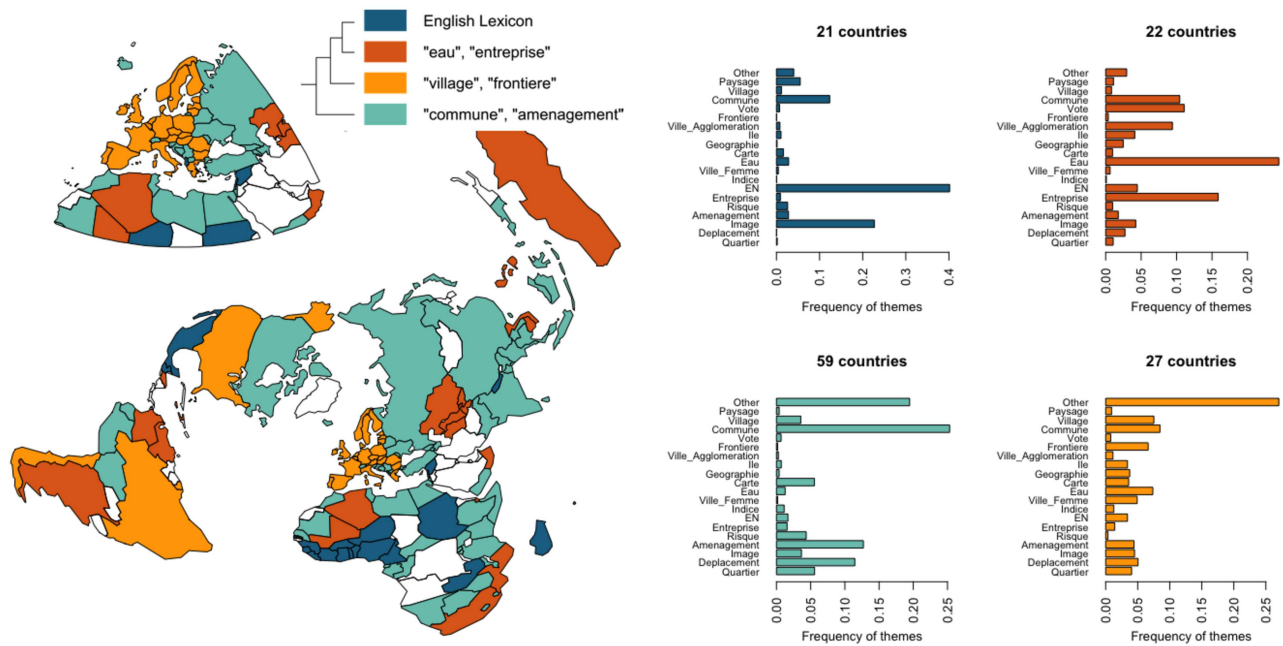 English Lexicon
"eau", "entreprise"
"village", "frontiere"
"commune", "amenagement"
21 countries
Other
Paysage
Village
Commune
Vote
Frontiere
Ville_Agglomeration
Ile
Geographie
Carte
Eau
Ville_Femme
Indice
EN
Entreprise
Risque
Amenagement
Image
Deplacement
Quartier
0.0 0.1 0.2 0.3 0.4
Frequency of themes
22 countries
Other
Paysage
Village
Commune
Vote
Frontiere
Ville_Agglomeration
Ile
Geographie
Carte
Eau
Ville_Femme
Indice
EN
Entreprise
Risque
Amenagement
Image
Deplacement
Quartier
0.00 0.05 0.10 0.15 0.20
Frequency of themes
59 countries
Other
Paysage
Village
Commune
Vote
Frontiere
Ville_Agglomeration
Ile
Geographie
Carte
Eau
Ville_Femme
Indice
EN
Entreprise
Risque
Amenagement
Image
Deplacement
Quartier
0.00 0.05 0.10 0.15 0.20 0.25
Frequency of themes
27 countries
Other
Paysage
Village
Commune
Vote
Frontiere
Ville_Agglomeration
Ile
Geographie
Carte
Eau
Ville_Femme
Indice
EN
Entreprise
Risque
Amenagement
Image
Deplacement
Quartier
0.00 0.05 0.10 0.15 0.20 0.25
Frequency of themes